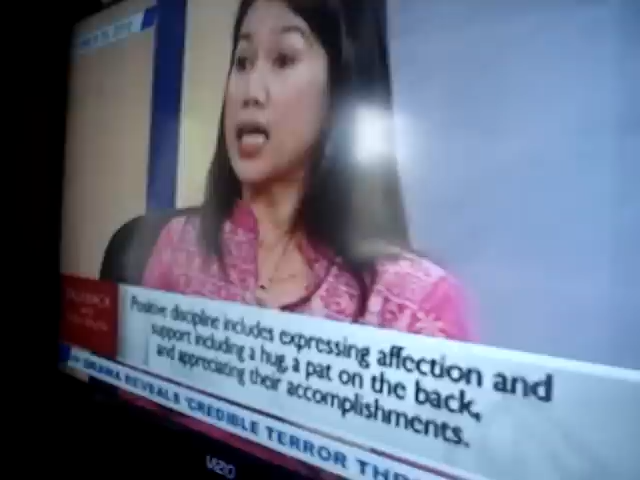 Positive discipline includes expressing affection and
support including a hug, a pat on the back,
and appreciating their accomplishments.
OBAMA REVEALS 'CREDIBLE TERROR THR
VIZIO